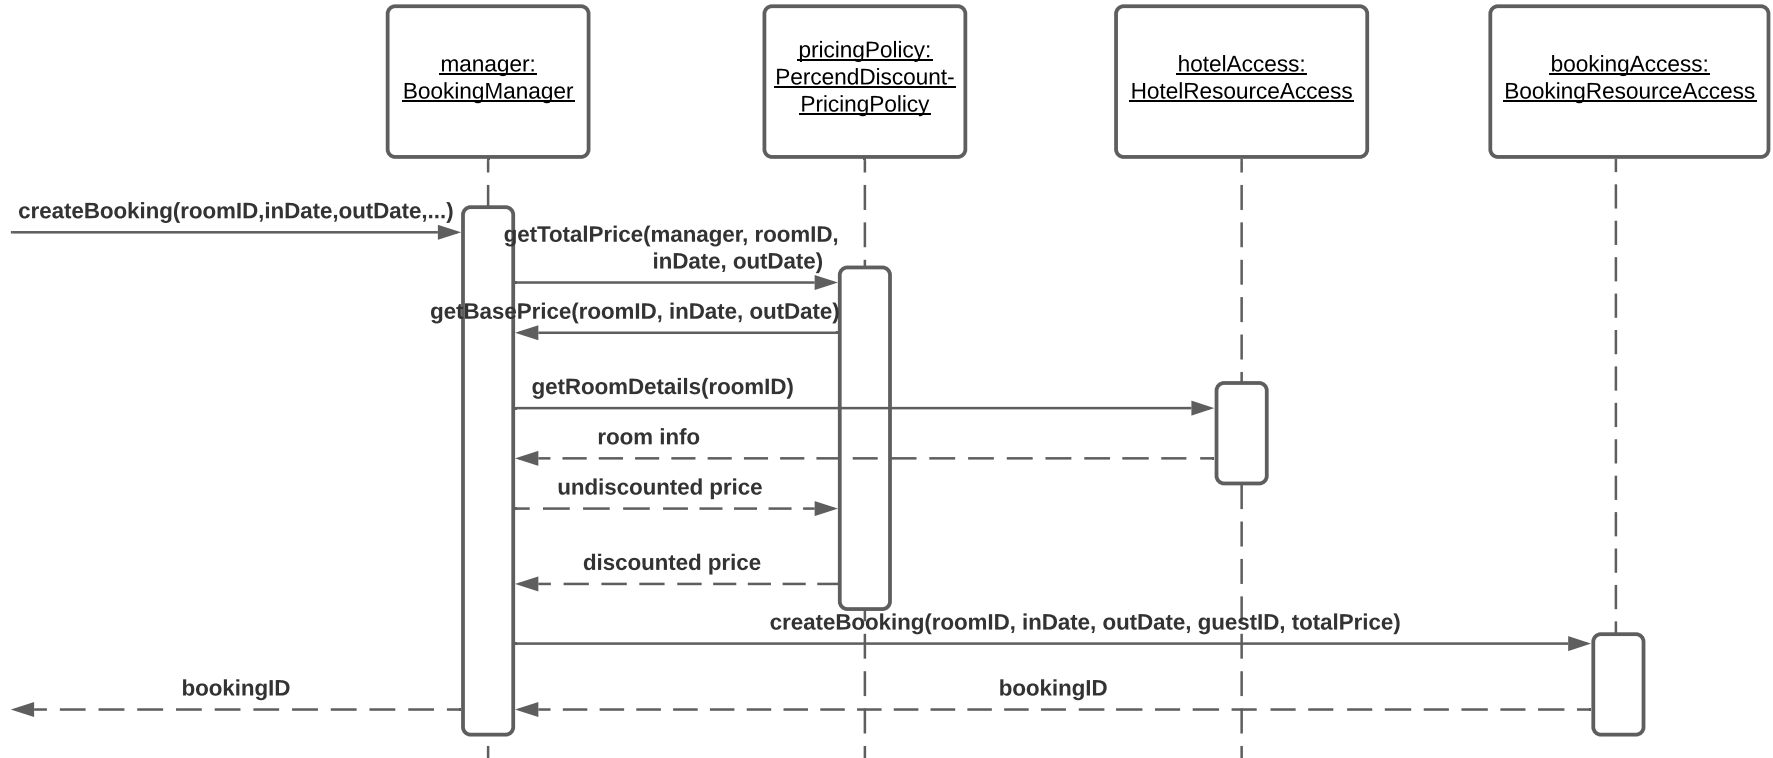 manager:
BookingManager
pricingPolicy:
PercendDiscount-
PricingPolicy
hotelAccess:
HotelResourceAccess
bookingAccess:
BookingResourceAccess
createBooking(roomID,inDate,outDate,...)
getTotalPrice(manager, roomID,
inDate, outDate)
getBasePrice(roomID, inDate, outDate)
getRoomDetails(roomID)
room info
undiscounted price
discounted price
createBooking(roomID, inDate, outDate, guestID, totalPrice)
bookingID
bookingID